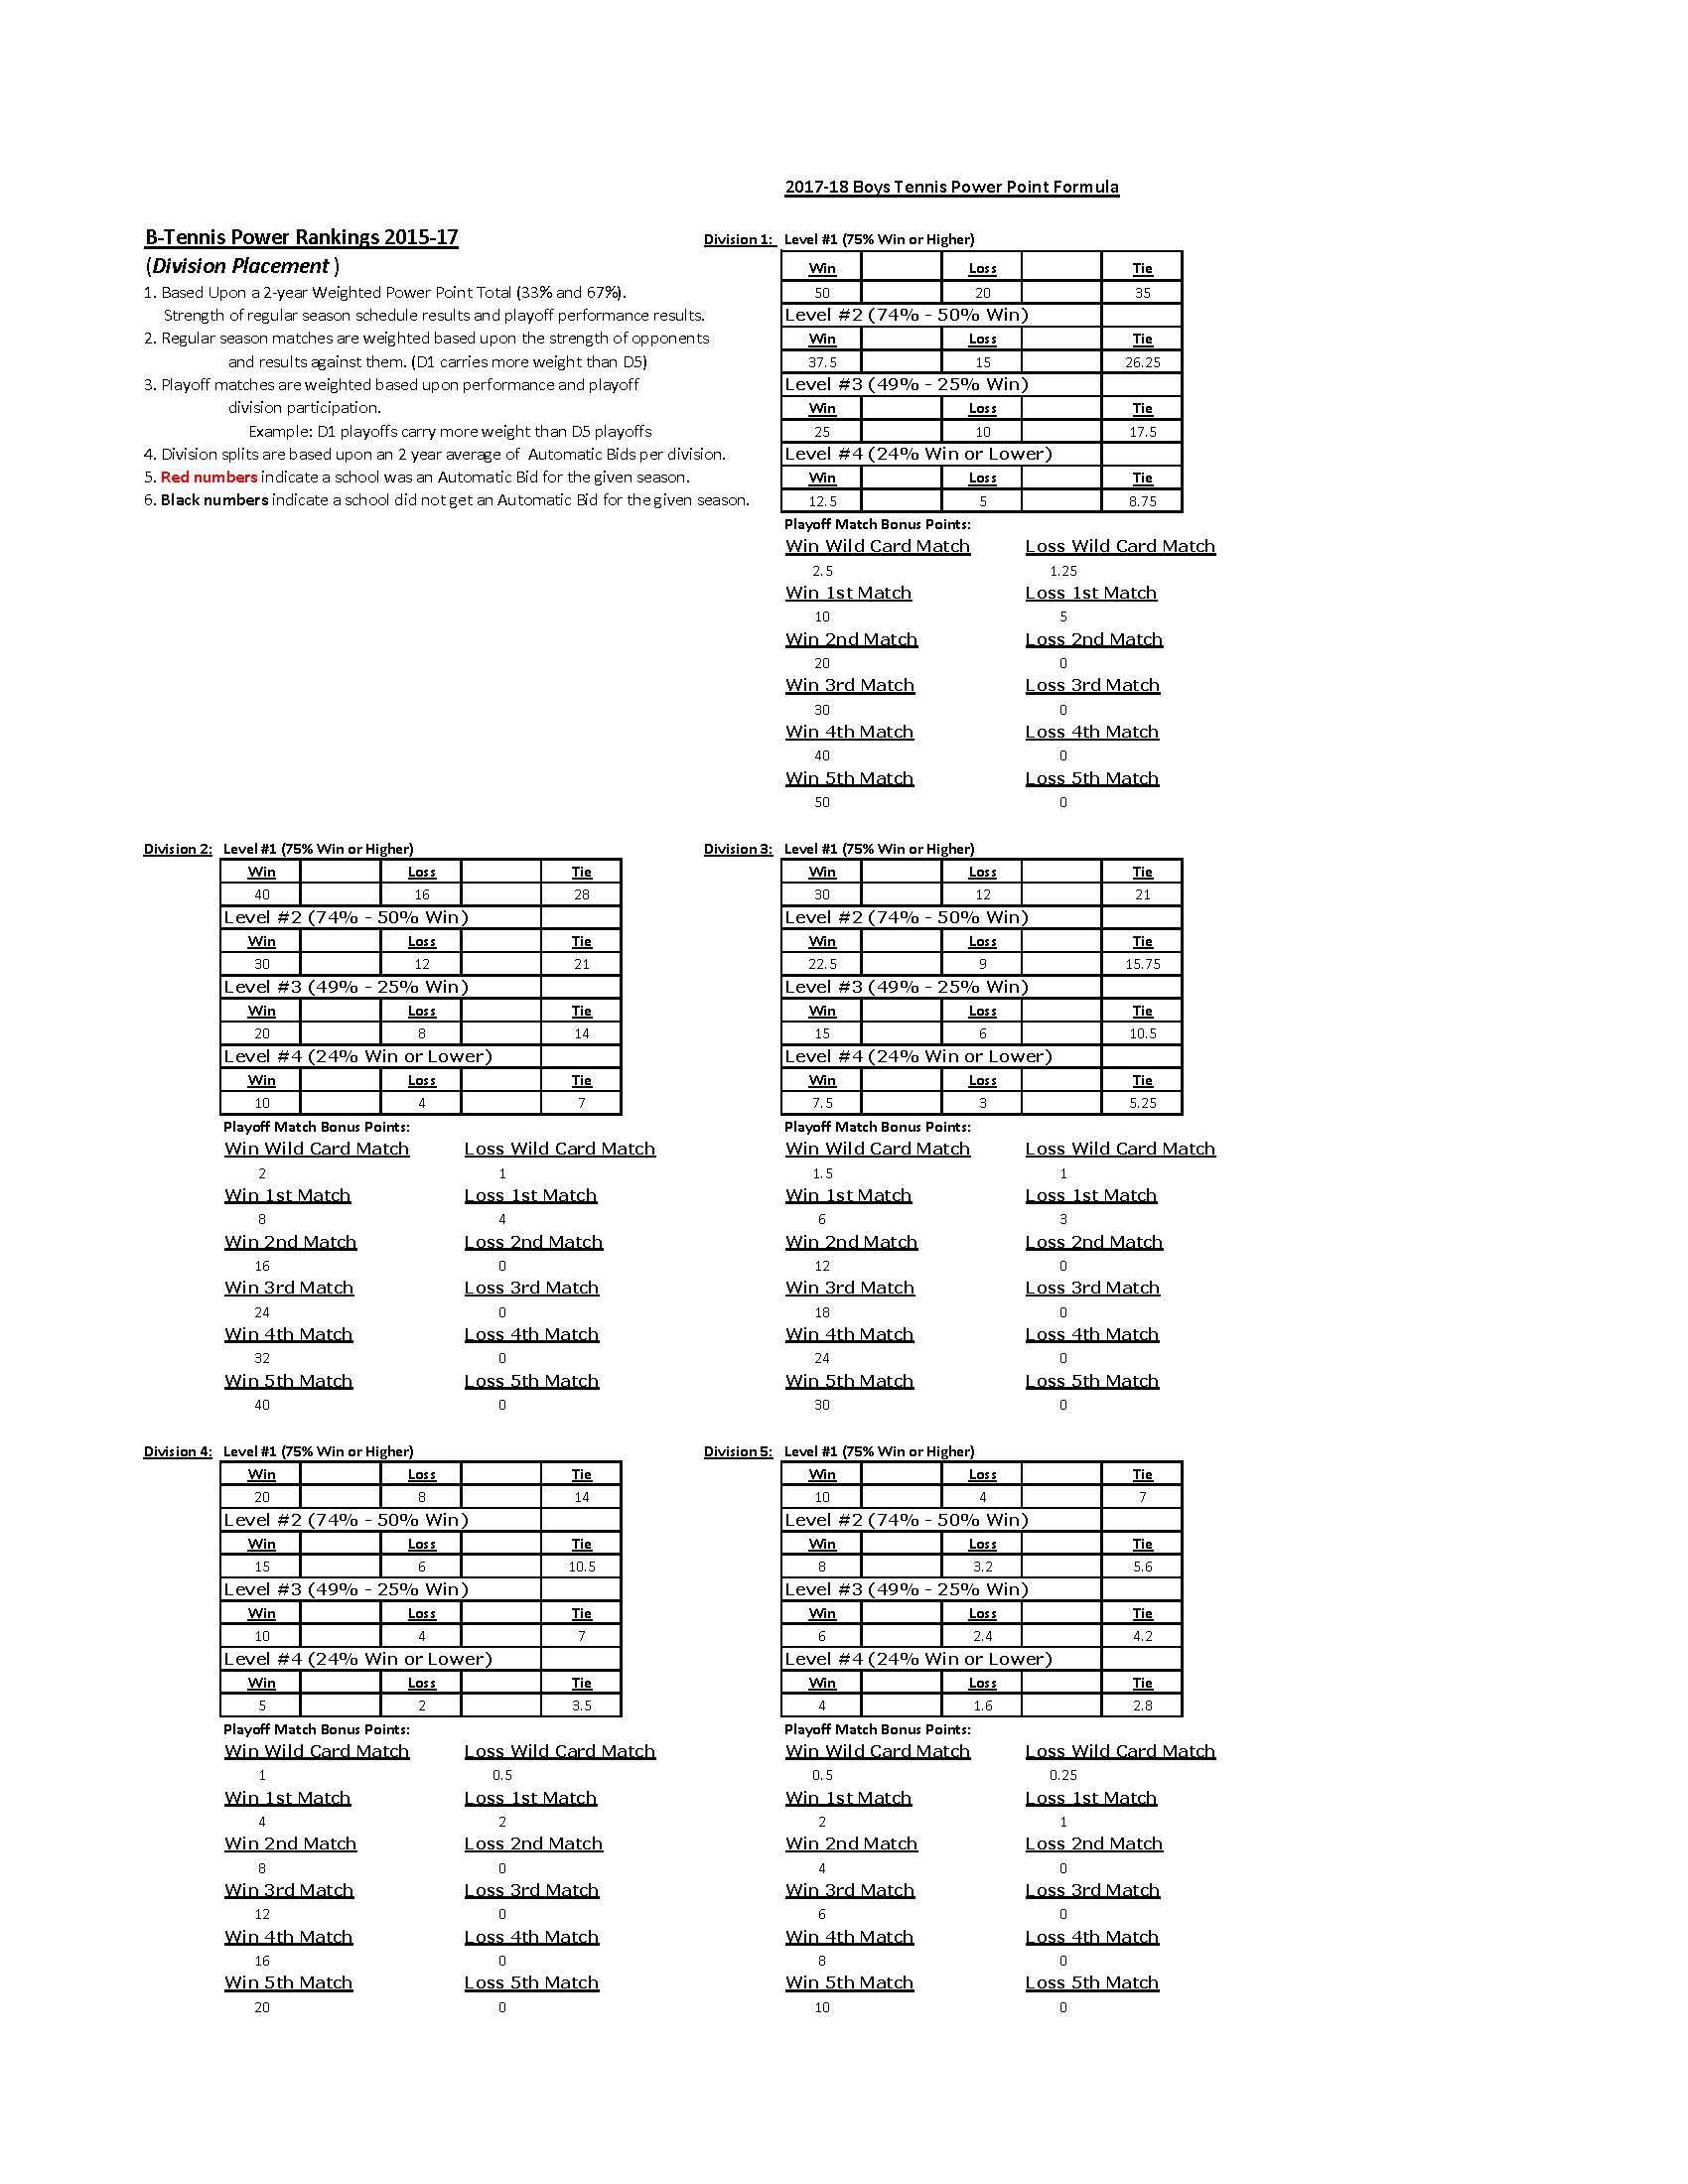 2017-18 Boys Tennis Power Point Formula
B-Tennis Power Rankings 2015-17
(Division Placement )
1. Based Upon a 2-year Weighted Power Point Total (33% and 67%).
Strength of regular season schedule results and playoff performance results.
2. Regular season matches are weighted based upon the strength of opponents
and results against them. (D1 carries more weight than D5)
3. Playoff matches are weighted based upon performance and playoff
division participation.
Example: D1 playoffs carry more weight than D5 playoffs
4. Division splits are based upon an 2 year average of Automatic Bids per division.
5. Red numbers indicate a school was an Automatic Bid for the given season.
6. Black numbers indicate a school did not get an Automatic Bid for the given season.
Division 1: Level #1 (75% Win or Higher)
Win Loss Tie
50 20 35
Level #2 (74% - 50% Win)
Win Loss Tie
37.5 15 26.25
Level #3 (49% - 25% Win)
Win Loss Tie
25 10 17.5
Level #4 (24% Win or Lower)
Win Loss Tie
12.5 5 8.75
Playoff Match Bonus Points:
Win Wild Card Match Loss Wild Card Match
2.5 1.25
Win 1st Match Loss 1st Match
10 5
Win 2nd Match Loss 2nd Match
20 0
Win 3rd Match Loss 3rd Match
30 0
Win 4th Match Loss 4th Match
40 0
Win 5th Match Loss 5th Match
50 0
Division 2: Level #1 (75% Win or Higher)
Win Loss Tie
40 16 28
Level #2 (74% - 50% Win)
Win Loss Tie
30 12 21
Level #3 (49% - 25% Win)
Win Loss Tie
20 8 14
Level #4 (24% Win or Lower)
Win Loss Tie
10 4 7
Playoff Match Bonus Points:
Win Wild Card Match Loss Wild Card Match
2 1
Win 1st Match Loss 1st Match
8 4
Win 2nd Match Loss 2nd Match
16 0
Win 3rd Match Loss 3rd Match
24 0
Win 4th Match Loss 4th Match
32 0
Win 5th Match Loss 5th Match
40 0
Division 3: Level #1 (75% Win or Higher)
Win Loss Tie
30 12 21
Level #2 (74% - 50% Win)
Win Loss Tie
22.5 9 15.75
Level #3 (49% - 25% Win)
Win Loss Tie
15 6 10.5
Level #4 (24% Win or Lower)
Win Loss Tie
7.5 3 5.25
Playoff Match Bonus Points:
Win Wild Card Match Loss Wild Card Match
1.5 1
Win 1st Match Loss 1st Match
6 3
Win 2nd Match Loss 2nd Match
12 0
Win 3rd Match Loss 3rd Match
18 0
Win 4th Match Loss 4th Match
24 0
Win 5th Match Loss 5th Match
30 0
Division 4: Level #1 (75% Win or Higher)
Win Loss Tie
20 8 14
Level #2 (74% - 50% Win)
Win Loss Tie
15 6 10.5
Level #3 (49% - 25% Win)
Win Loss Tie
10 4 7
Level #4 (24% Win or Lower)
Win Loss Tie
5 2 3.5
Playoff Match Bonus Points:
Win Wild Card Match Loss Wild Card Match
1 0.5
Win 1st Match Loss 1st Match
4 2
Win 2nd Match Loss 2nd Match
8 0
Win 3rd Match Loss 3rd Match
12 0
Win 4th Match Loss 4th Match
16 0
Win 5th Match Loss 5th Match
20 0
Division 5: Level #1 (75% Win or Higher)
Win Loss Tie
10 4 7
Level #2 (74% - 50% Win)
Win Loss Tie
8 3.2 5.6
Level #3 (49% - 25% Win)
Win Loss Tie
6 2.4 4.2
Level #4 (24% Win or Lower)
Win Loss Tie
4 1.6 2.8
Playoff Match Bonus Points:
Win Wild Card Match Loss Wild Card Match
0.5 0.25
Win 1st Match Loss 1st Match
2 1
Win 2nd Match Loss 2nd Match
4 0
Win 3rd Match Loss 3rd Match
6 0
Win 4th Match Loss 4th Match
8 0
Win 5th Match Loss 5th Match
10 0